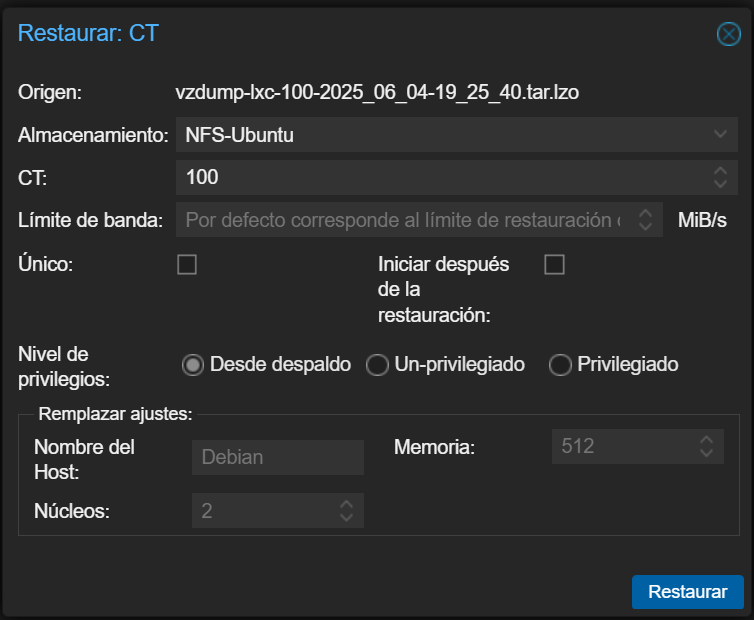 Restaurar: CT
Origen: vzdump-lxc-100-2025_06_04-19_25_40.tar.lzo
Almacenamiento: NFS-Ubuntu
CT: 100
Límite de banda: Por defecto corresponde al límite de restauración MiB/s
Único:
Iniciar después
de la
restauración:
Nivel de
privilegios:
Desde despaldo Un-privilegiado Privilegiado
Remplazar ajustes:
Nombre del
Host:
Debian
Memoria: 512
Núcleos: 2
Restaurar